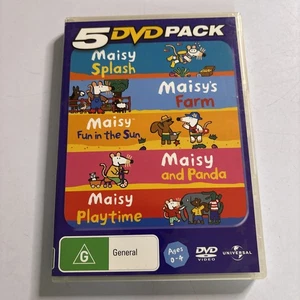 5 DVD PACK
Maisy
Splash
Maisy's
Farm
Maisy™
Fun in the Sun
Maisy
and Panda
Maisy
Playtime
G
General
Ages
0-4
DVD
VIDEO
UNIVERSAL